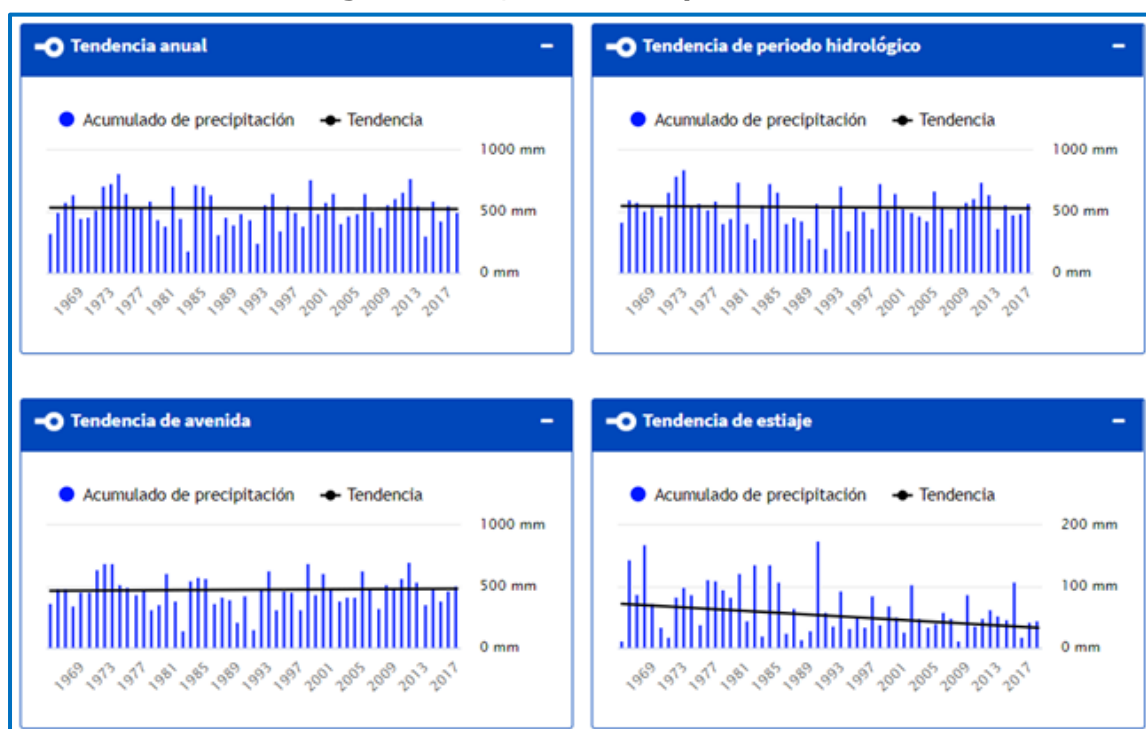 Tendencia anual
Acumulado de precipitación Tendencia
1000 mm
500 mm
0 mm
1969 1973 1977 1981 1985 1989 1993 1997 2001 2005 2009 2013 2017
Tendencia de periodo hidrológico
Acumulado de precipitación Tendencia
1000 mm
500 mm
0 mm
1969 1973 1977 1981 1985 1989 1993 1997 2001 2005 2009 2013 2017
Tendencia de avenida
Acumulado de precipitación Tendencia
1000 mm
500 mm
0 mm
1969 1973 1977 1981 1985 1989 1993 1997 2001 2005 2009 2013 2017
Tendencia de estiaje
Acumulado de precipitación Tendencia
200 mm
100 mm
0 mm
1969 1973 1977 1981 1985 1989 1993 1997 2001 2005 2009 2013 2017